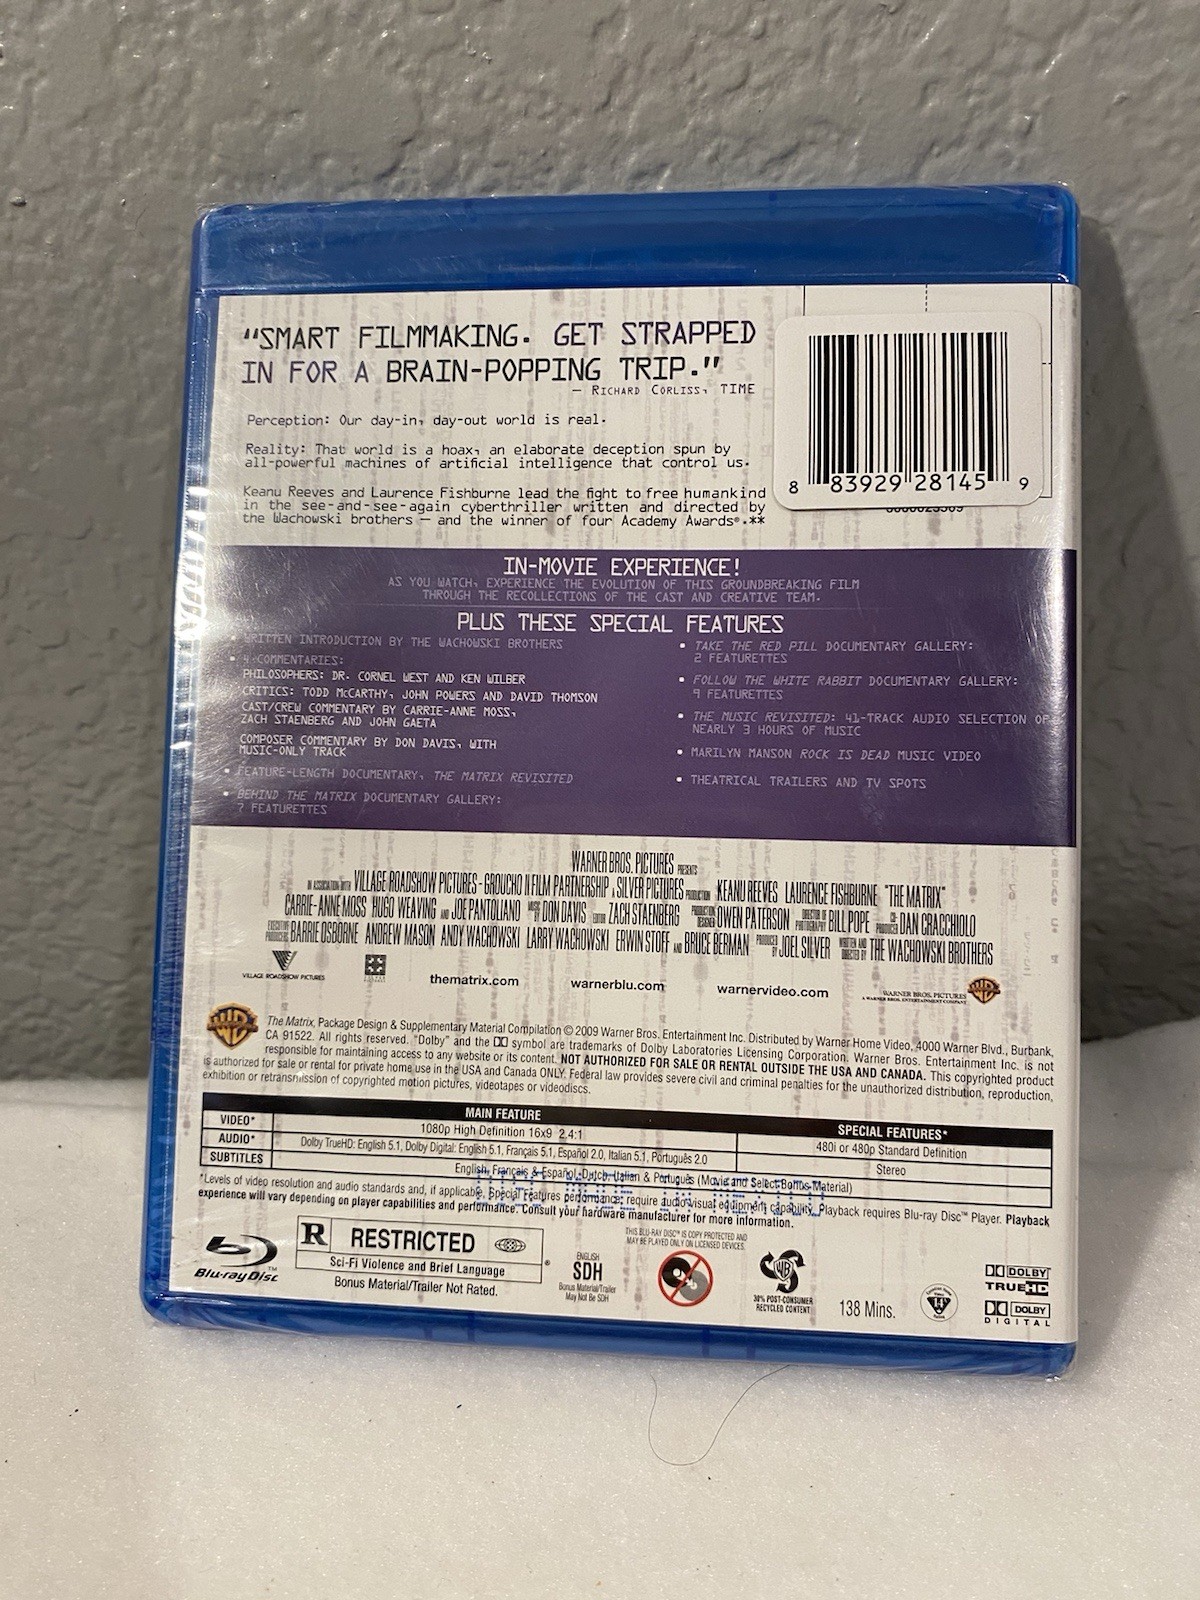 “SMART FILMMAKING. GET STRAPPED
IN FOR A BRAIN-POPPING TRIP.”
— RICHARD CORLISS, TIME
Perception: Our day-in, day-out world is real.
Reality: That world is a hoax, an elaborate deception spun by
all-powerful machines of artificial intelligence that control us.
Keanu Reeves and Laurence Fishburne lead the fight to free humankind
in the see-and-see-again cyberthriller written and directed by
the Wachowski brothers — and the winner of four Academy Awards®.**
8 83929 28145 9
IN-MOVIE EXPERIENCE!
AS YOU WATCH, EXPERIENCE THE EVOLUTION OF THIS GROUNDBREAKING FILM
THROUGH THE RECOLLECTIONS OF THE CAST AND CREATIVE TEAM.
PLUS THESE SPECIAL FEATURES
• WRITTEN INTRODUCTION BY THE WACHOWSKI BROTHERS
• 4 COMMENTARIES:
PHILOSOPHERS: DR. CORNEL WEST AND KEN WILBER
CRITICS: TODD McCARTHY, JOHN POWERS AND DAVID THOMSON
CAST/CREW COMMENTARY BY CARRIE-ANNE MOSS,
ZACH STAENBERG AND JOHN GAETA
COMPOSER COMMENTARY BY DON DAVIS, WITH
MUSIC-ONLY TRACK
• FEATURE-LENGTH DOCUMENTARY, THE MATRIX REVISITED
• BEHIND THE MATRIX DOCUMENTARY GALLERY:
7 FEATURETTES
• TAKE THE RED PILL DOCUMENTARY GALLERY:
2 FEATURETTES
• FOLLOW THE WHITE RABBIT DOCUMENTARY GALLERY:
9 FEATURETTES
• THE MUSIC REVISITED: 41-TRACK AUDIO SELECTION OF
NEARLY 3 HOURS OF MUSIC
• MARILYN MANSON ROCK IS DEAD MUSIC VIDEO
• THEATRICAL TRAILERS AND TV SPOTS
WARNER BROS. PICTURES PRESENTS
IN ASSOCIATION WITH VILLAGE ROADSHOW PICTURES - GROUCHO II FILM PARTNERSHIP A SILVER PICTURES PRODUCTION KEANU REEVES LAURENCE FISHBURNE "THE MATRIX"
CARRIE-ANNE MOSS HUGO WEAVING AND JOE PANTOLIANO MUSIC BY DON DAVIS EDITOR ZACH STAENBERG PRODUCTION DESIGNER OWEN PATERSON DIRECTOR OF PHOTOGRAPHY BILL POPE CO-PRODUCER DAN CRACCHIOLO
EXECUTIVE PRODUCERS BARRIE OSBORNE ANDREW MASON ANDY WACHOWSKI LARRY WACHOWSKI ERWIN STOFF AND BRUCE BERMAN PRODUCED BY JOEL SILVER WRITTEN AND DIRECTED BY THE WACHOWSKI BROTHERS
VILLAGE ROADSHOW PICTURES
thematrix.com warnerblu.com warnervideo.com
WARNER BROS. PICTURES
A WARNER BROS. ENTERTAINMENT COMPANY
The Matrix, Package Design & Supplementary Material Compilation © 2009 Warner Bros. Entertainment Inc. Distributed by Warner Home Video, 4000 Warner Blvd., Burbank,
CA 91522. All rights reserved. "Dolby" and the DD symbol are trademarks of Dolby Laboratories Licensing Corporation. Warner Bros. Entertainment Inc. is not
responsible for maintaining access to any website or its content. NOT AUTHORIZED FOR SALE OR RENTAL OUTSIDE THE USA AND CANADA. This copyrighted product
is authorized for sale or rental for private home use in the USA and Canada ONLY. Federal law provides severe civil and criminal penalties for the unauthorized distribution, reproduction,
exhibition or retransmission of copyrighted motion pictures, videotapes or videodiscs.
MAIN FEATURE SPECIAL FEATURES*
VIDEO* 1080p High Definition 16x9 2.4:1 480i or 480p Standard Definition
AUDIO* Dolby TrueHD: English 5.1, Dolby Digital: English 5.1, Français 5.1, Español 2.0, Italian 5.1, Português 2.0 Stereo
SUBTITLES English, Français & Español, Dutch, Italian & Português (Movie and Select Bonus Material)
*Levels of video resolution and audio standards and, if applicable, Special Features performance, require audio/visual equipment capability. Playback requires Blu-ray Disc™ Player. Playback
experience will vary depending on player capabilities and performance. Consult your hardware manufacturer for more information.
Blu-ray Disc™
R RESTRICTED ®
Sci-Fi Violence and Brief Language
Bonus Material/Trailer Not Rated.
ENGLISH
SDH
Bonus Material/Trailer
May Not Be SDH
THIS BLU-RAY DISC™ IS COPY PROTECTED AND
MAY BE PLAYED ONLY ON LICENSED DEVICES.
30% POST-CONSUMER
RECYCLED CONTENT
138 Mins.
14
DOLBY
TRUEHD
DOLBY
DIGITAL